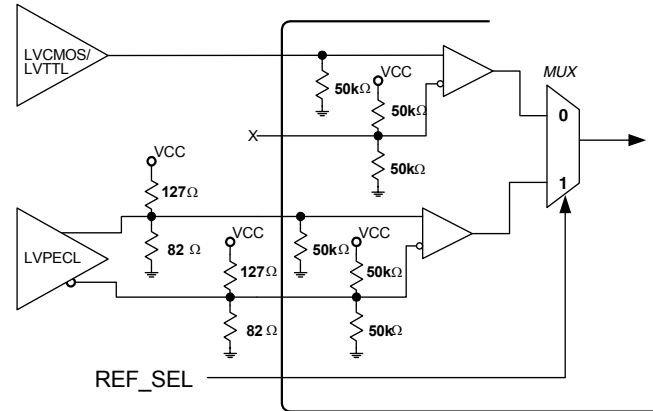 LVCMOS/
LVTTL
50kΩ
VCC
50kΩ
MUX
0
X
50kΩ
VCC
127Ω
1
LVPECL
82 Ω
VCC
127Ω
50kΩ
VCC
50kΩ
82 Ω
50kΩ
REF_SEL